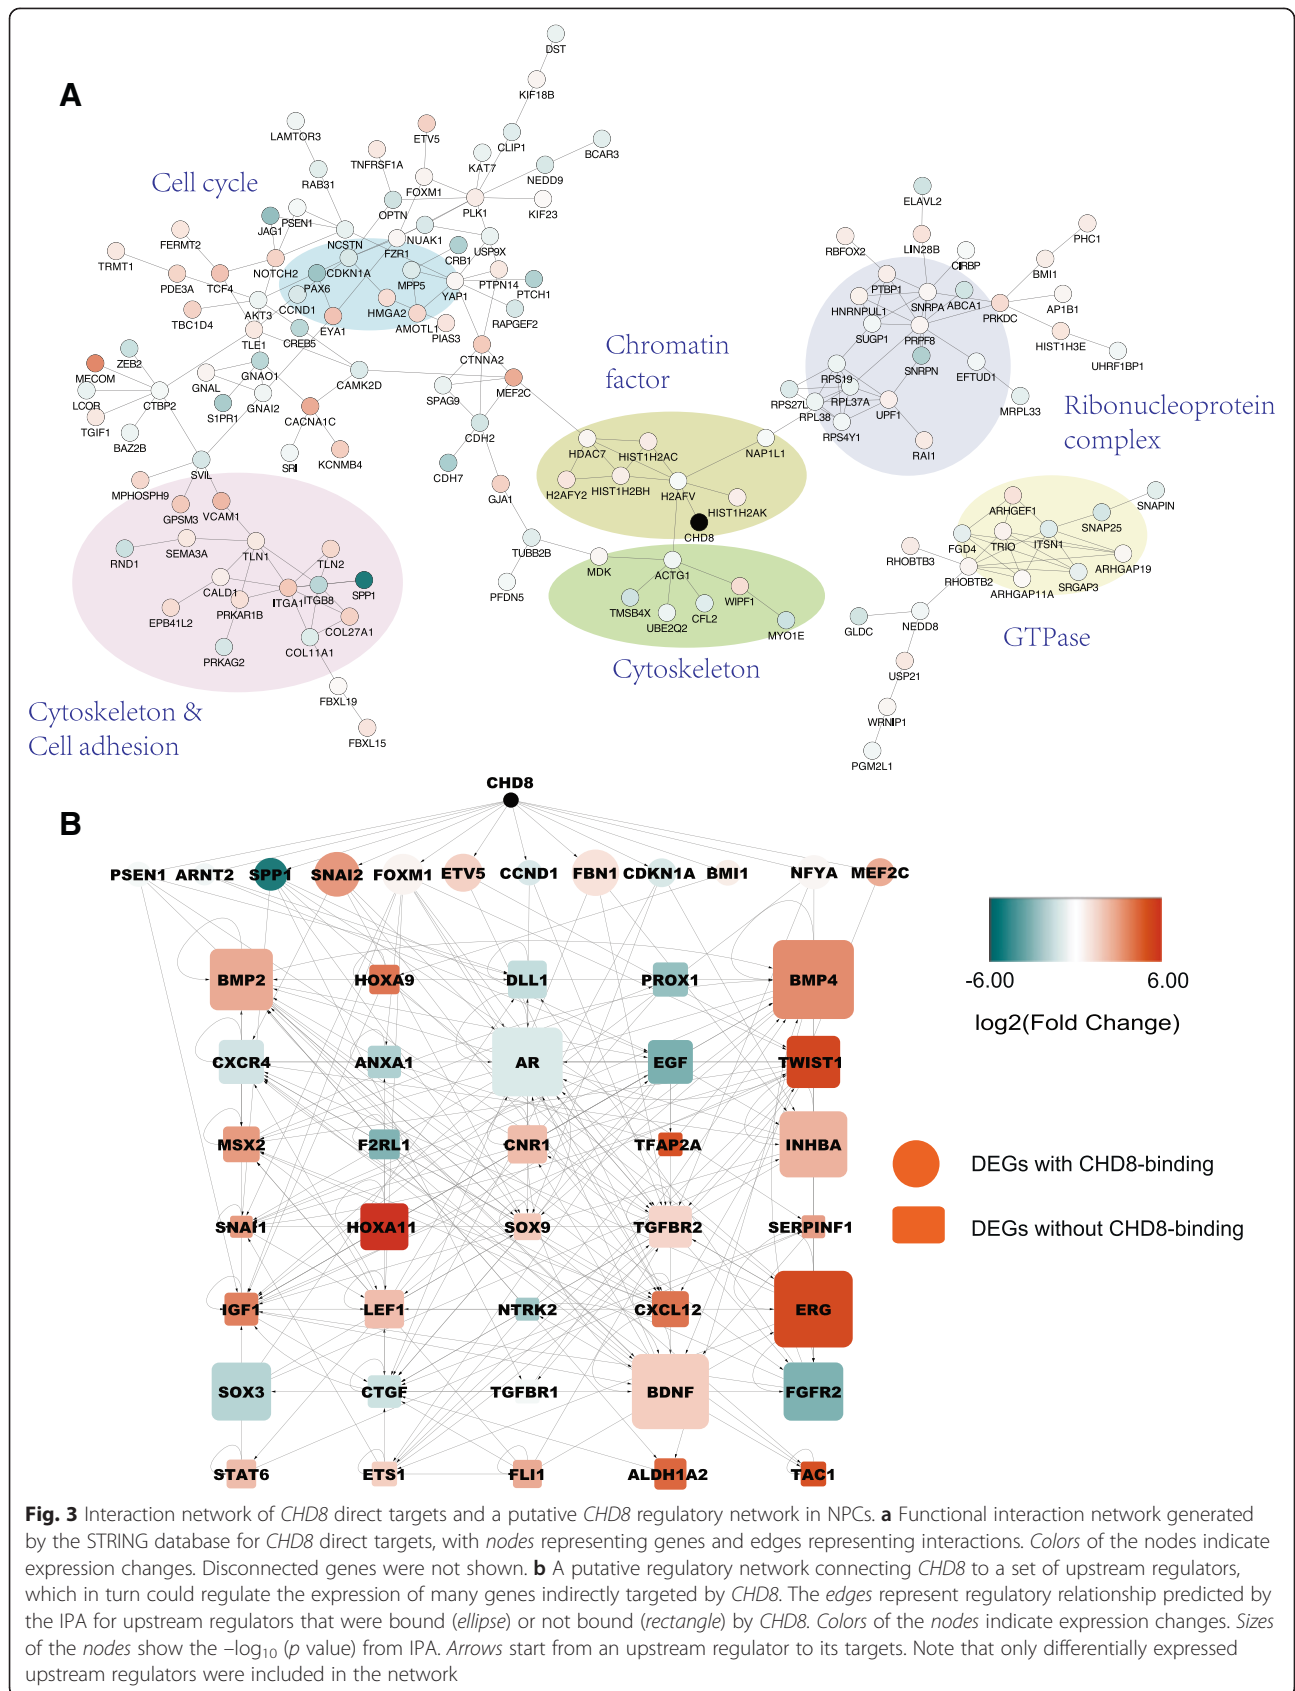 A
DST
KIF18B
LAMTOR3
ETV5
CLIP1
BCAR3
TNFRSF1A
KAT7
NEDD9
Cell cycle
RAB31
FOXM1
ELAVL2
JAG1
PSEN1
OPTN
PLK1
KIF23
FERMT2
NCSTN
NUAK1
USP9X
RBFOX2
LIN28B
PHC1
TRMT1
NOTCH2
CDKN1A
FZR1
CRB1
CIRBP
BMI1
PDE3A
TCF4
PAX6
MPP5
YAP1
PTPN14
PTCH1
PTBP1
AKT3
CCND1
HMGA2
RAPGEF2
HNRNPUL1
SNRPA
ABCA1
AP1B1
TBC1D4
EYA1
AMOTL1
PIAS3
SUGP1
PRPF8
PRKDC
HIST1H3E
TLE1
CREB5
Chromatin
factor
ZEB2
CTNNA2
UHRF1BP1
MECOM
GNAL
GNAO1
CAMK2D
MEF2C
RPS19
SNRPN
EFTUD1
LCOR
CTBP2
GNAI2
SPAG9
RPS27L
RPL37A
MRPL33
TGIF1
S1PR1
CACNA1C
RPL38
UPF1
Ribonucleoprotein
complex
BAZ2B
CDH2
RPS4Y1
SRI
KCNMB4
HDAC7
HIST1H2AC
NAP1L1
RAI1
SVIL
CDH7
MPHOSPH9
GJA1
H2AFY2
HIST1H2BH
H2AFV
HIST1H2AK
GPSM3
VCAM1
CHD8
ARHGEF1
SNAPIN
SNAP25
RND1
SEMA3A
TLN1
TLN2
TUBB2B
FGD4
TRIO
ITSN1
MDK
ACTG1
RHOBTB3
RHOBTB2
ARHGAP19
CALD1
ITGA1
ITGB8
SPP1
PFDN5
ARHGAP11A
SRGAP3
EPB41L2
PRKAR1B
COL27A1
TMSB4X
CFL2
WIPF1
UBE2Q2
MYO1E
GLDC
NEDD8
GTPase
PRKAG2
COL11A1
Cytoskeleton
USP21
FBXL19
Cytoskeleton &
Cell adhesion
WRNIP1
FBXL15
PGM2L1
B
CHD8
PSEN1 ARNT2 SPP1 SNAI2 FOXM1 ETV5 CCND1 FBN1 CDKN1A BMI1 NFYA MEF2C
BMP2 HOXA9 DLL1 PROX1 BMP4
-6.00 6.00
log2(Fold Change)
CXCR4 ANXA1 AR EGF TWIST1
MSX2 F2RL1 CNR1 TFAP2A INHBA
DEGs with CHD8-binding
SNAI1 HOXA11 SOX9 TGFBR2 SERPINF1
DEGs without CHD8-binding
IGF1 LEF1 NTRK2 CXCL12 ERG
SOX3 CTGF TGFBR1 BDNF FGFR2
STAT6 ETS1 FLI1 ALDH1A2 TAC1
Fig. 3 Interaction network of CHD8 direct targets and a putative CHD8 regulatory network in NPCs. a Functional interaction network generated
by the STRING database for CHD8 direct targets, with nodes representing genes and edges representing interactions. Colors of the nodes indicate
expression changes. Disconnected genes were not shown. b A putative regulatory network connecting CHD8 to a set of upstream regulators,
which in turn could regulate the expression of many genes indirectly targeted by CHD8. The edges represent regulatory relationship predicted by
the IPA for upstream regulators that were bound (ellipse) or not bound (rectangle) by CHD8. Colors of the nodes indicate expression changes. Sizes
of the nodes show the –log10 (p value) from IPA. Arrows start from an upstream regulator to its targets. Note that only differentially expressed
upstream regulators were included in the network